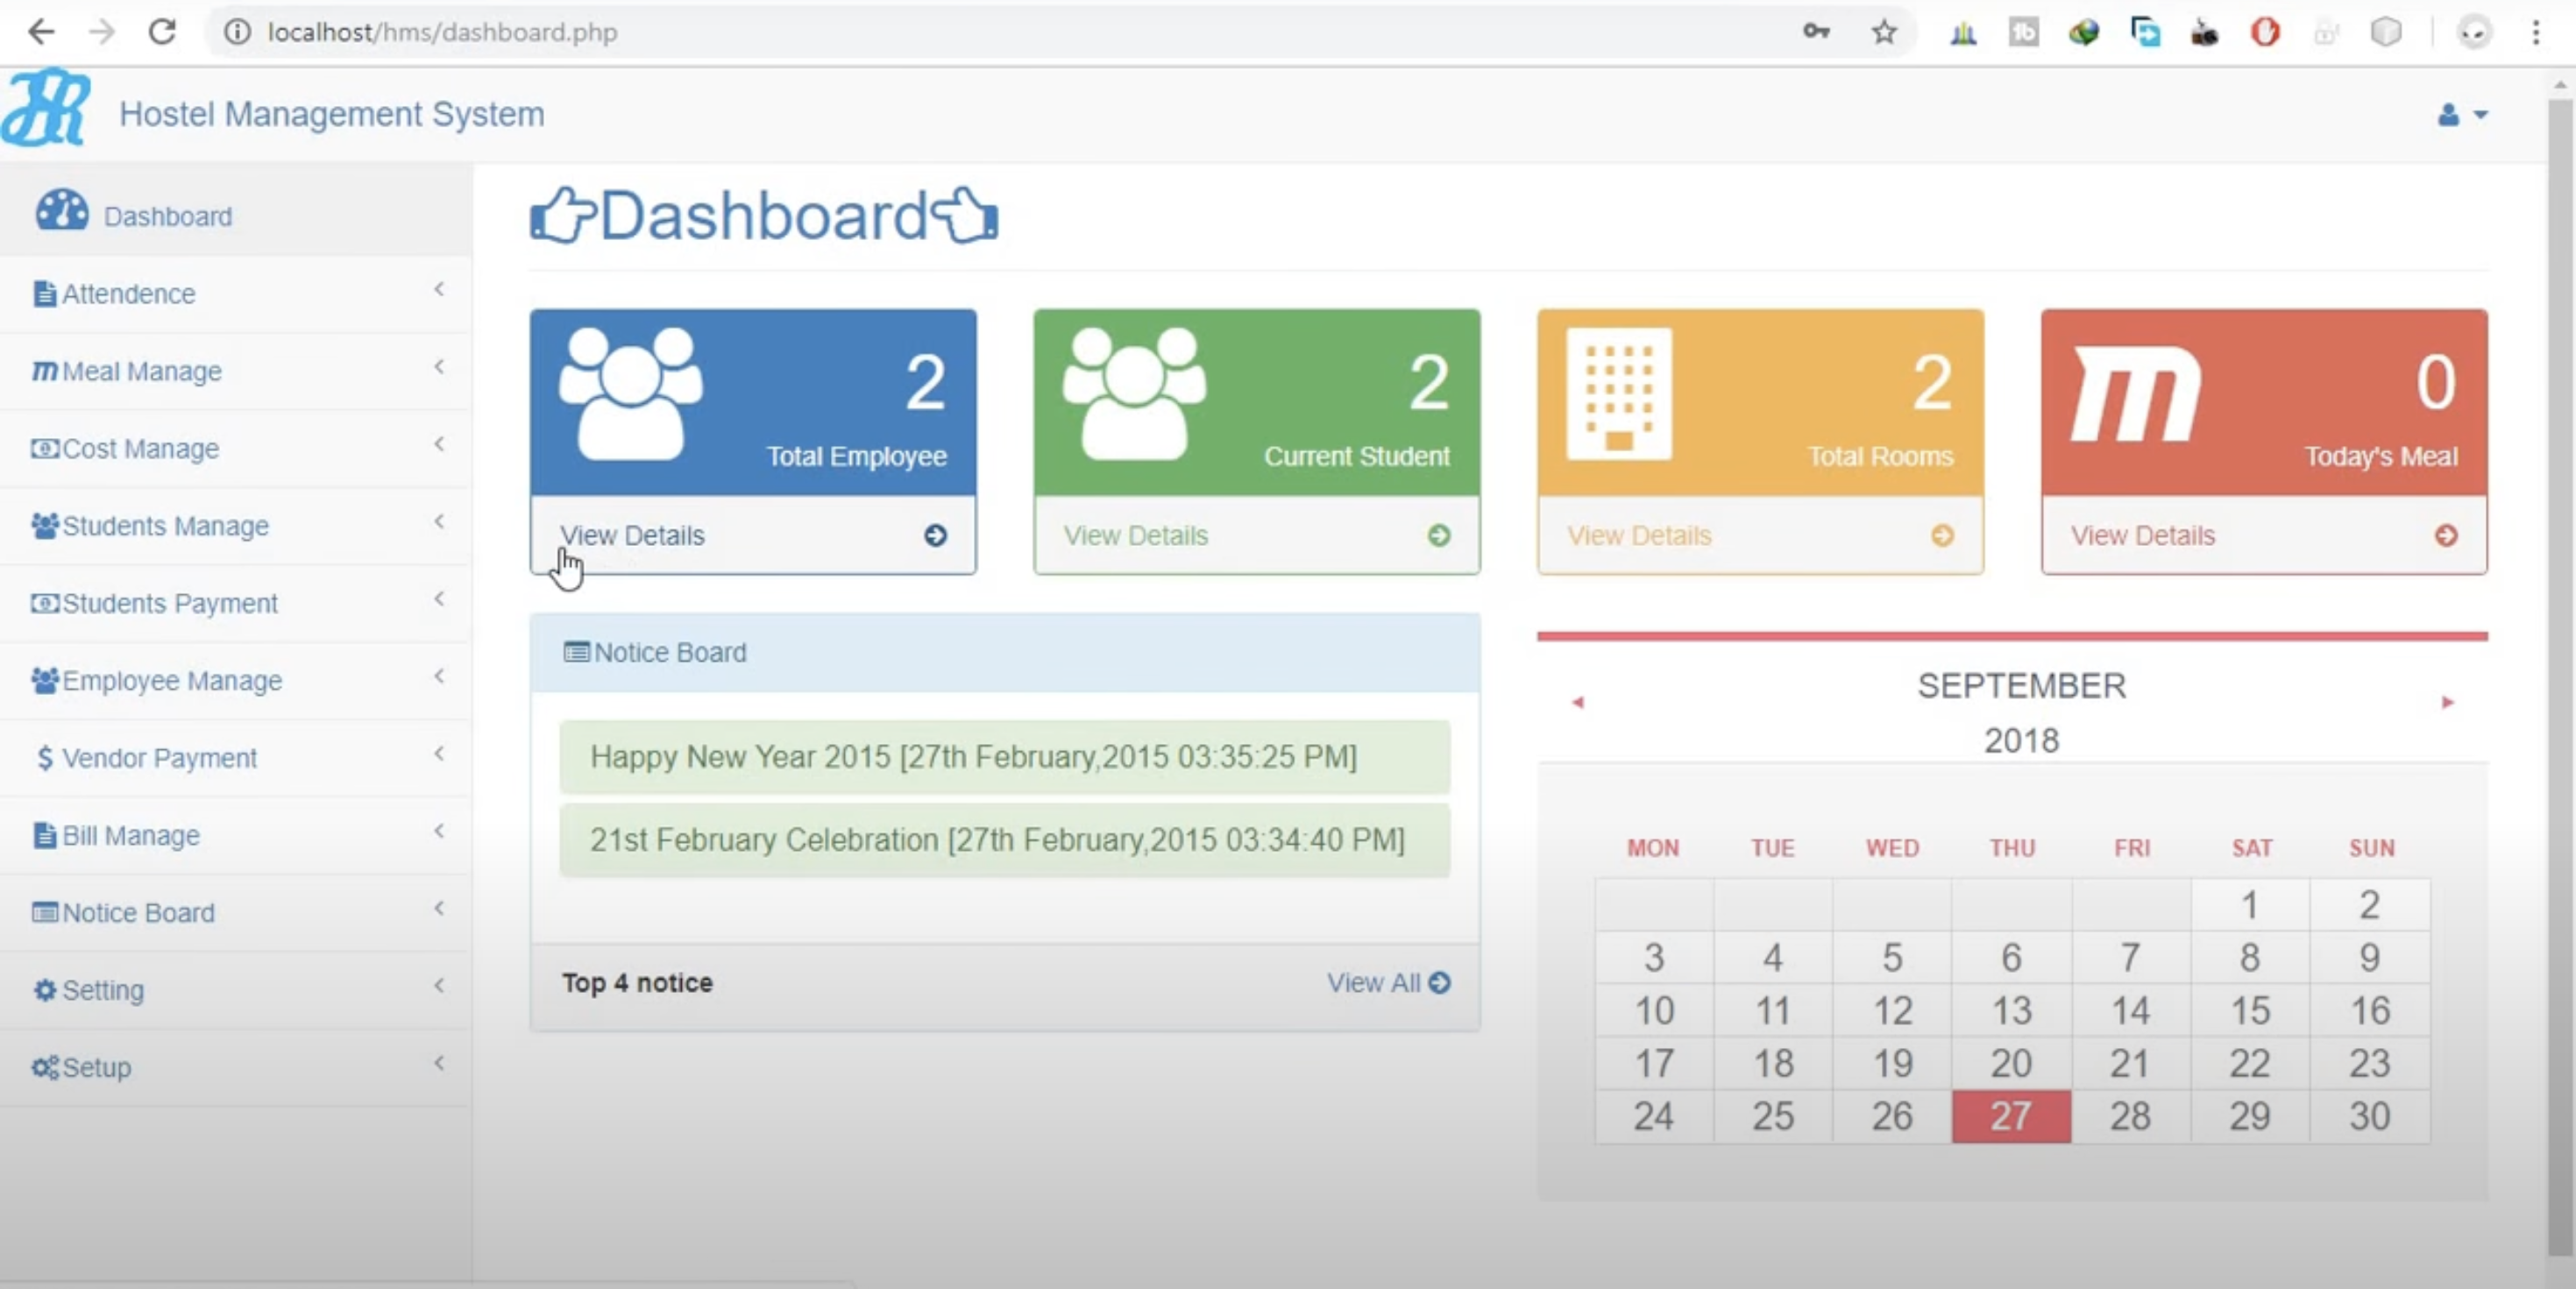 localhost/hms/dashboard.php
HR
Hostel Management System
Dashboard
Attendence
Meal Manage
Cost Manage
Students Manage
Students Payment
Employee Manage
Vendor Payment
Bill Manage
Notice Board
Setting
Setup
Dashboard
2
Total Employee
View Details
2
Current Student
View Details
2
Total Rooms
View Details
m
0
Today's Meal
View Details
Notice Board
Happy New Year 2015 [27th February,2015 03:35:25 PM]
21st February Celebration [27th February,2015 03:34:40 PM]
Top 4 notice
View All
SEPTEMBER
2018
MON TUE WED THU FRI SAT SUN
1 2
3 4 5 6 7 8 9
10 11 12 13 14 15 16
17 18 19 20 21 22 23
24 25 26 27 28 29 30